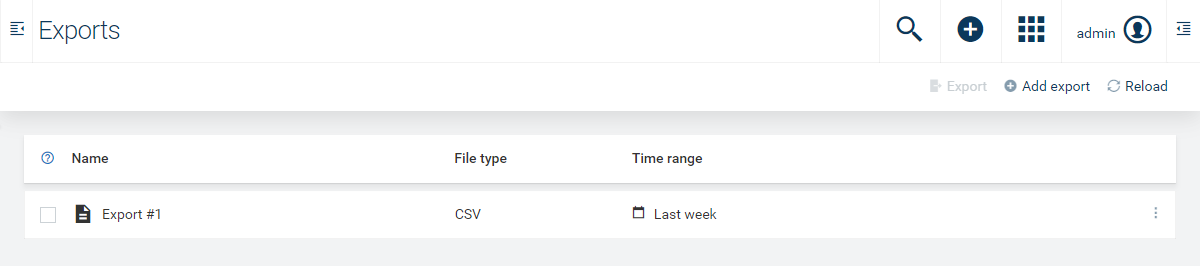 Exports
admin
Export Add export Reload
Name File type Time range
Export #1 CSV Last week